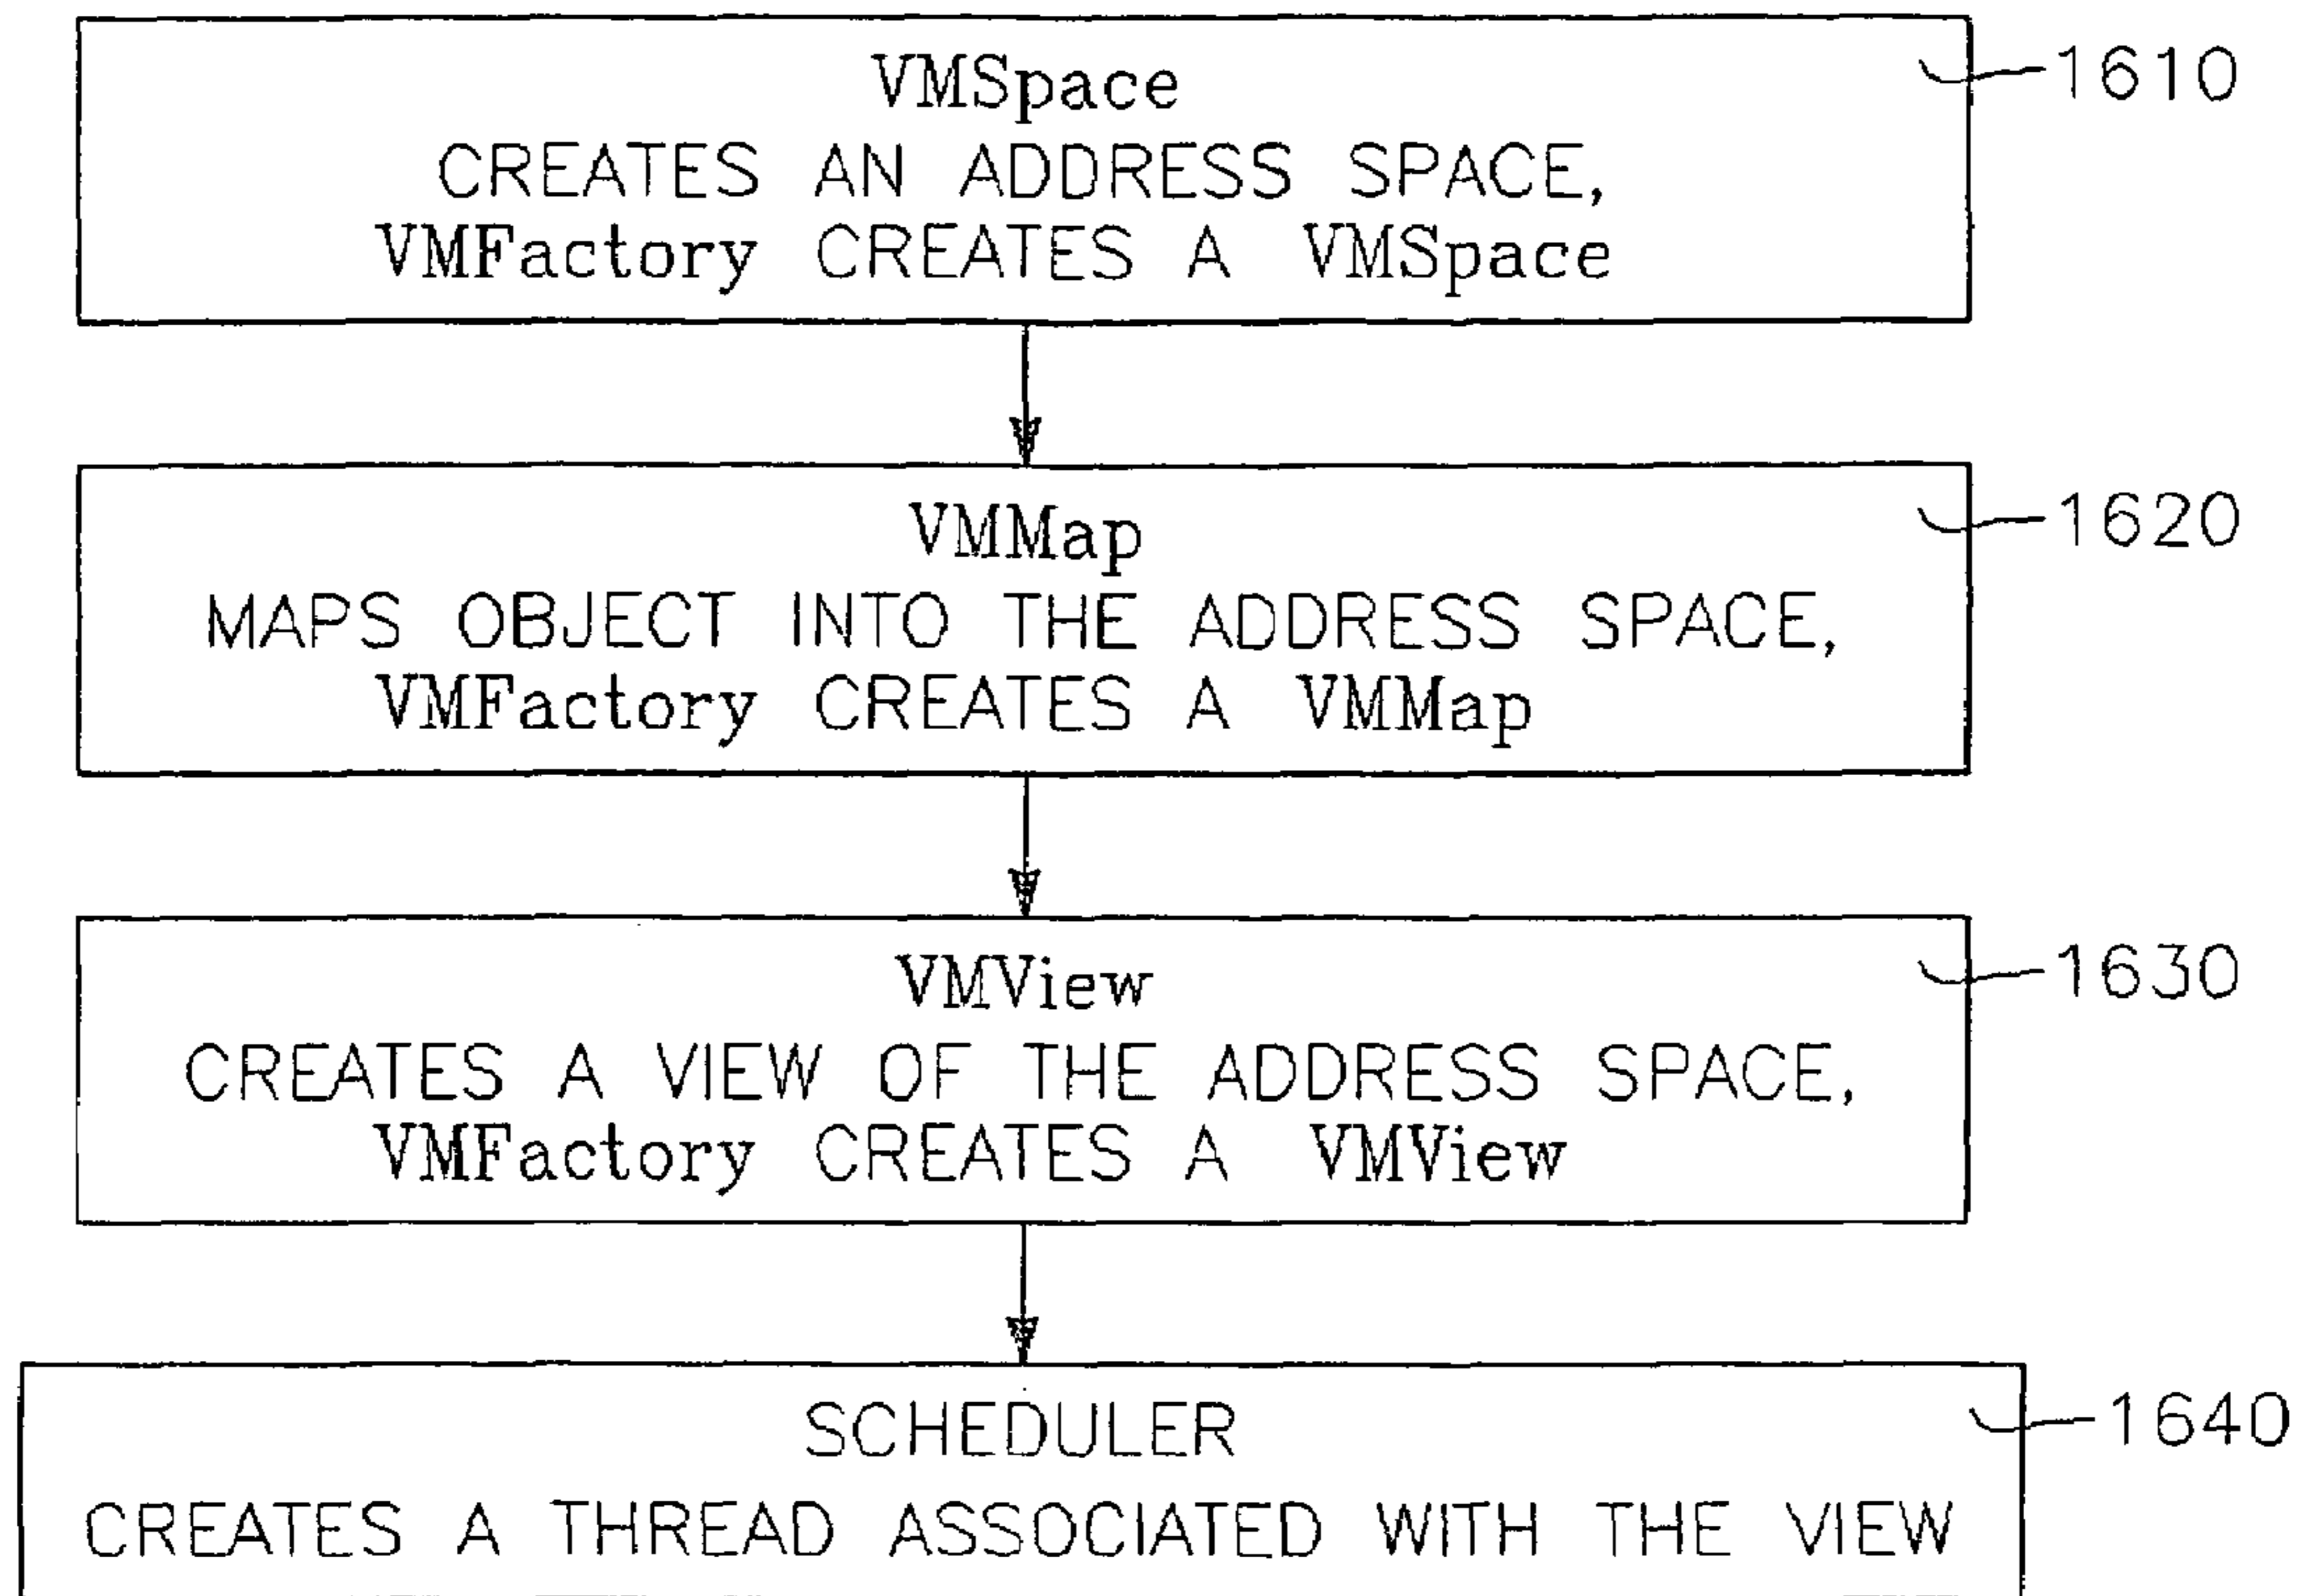 VMSpace
1610
CREATES AN ADDRESS SPACE,
VMFactory CREATES A VMSpace
VMMap
1620
MAPS OBJECT INTO THE ADDRESS SPACE,
VMFactory CREATES A VMMap
VMView
1630
CREATES A VIEW OF THE ADDRESS SPACE,
VMFactory CREATES A VMView
SCHEDULER
1640
CREATES A THREAD ASSOCIATED WITH THE VIEW